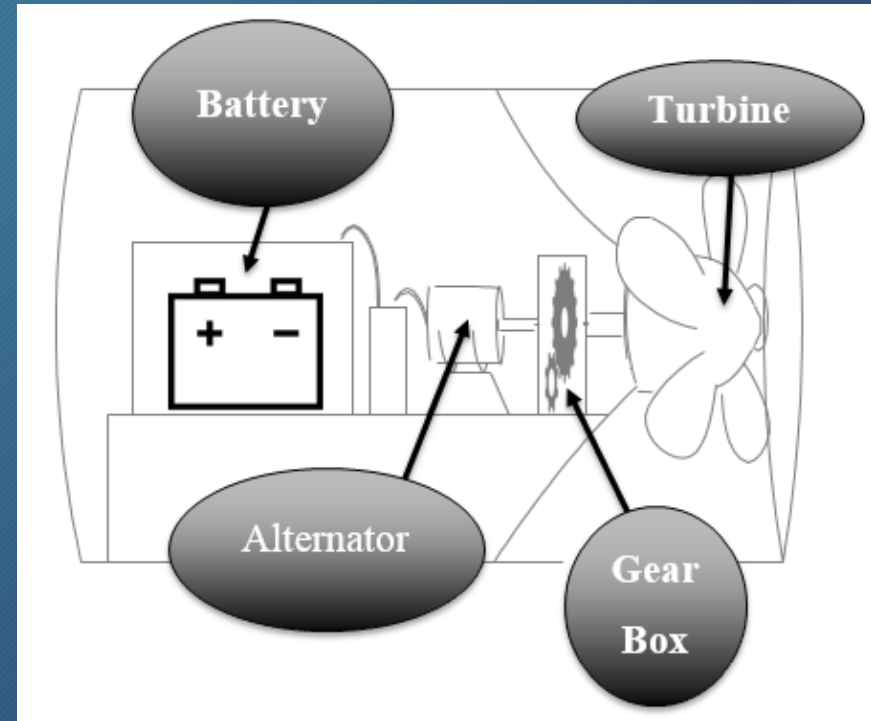 Battery
Turbine
+ −
Alternator
Gear
Box